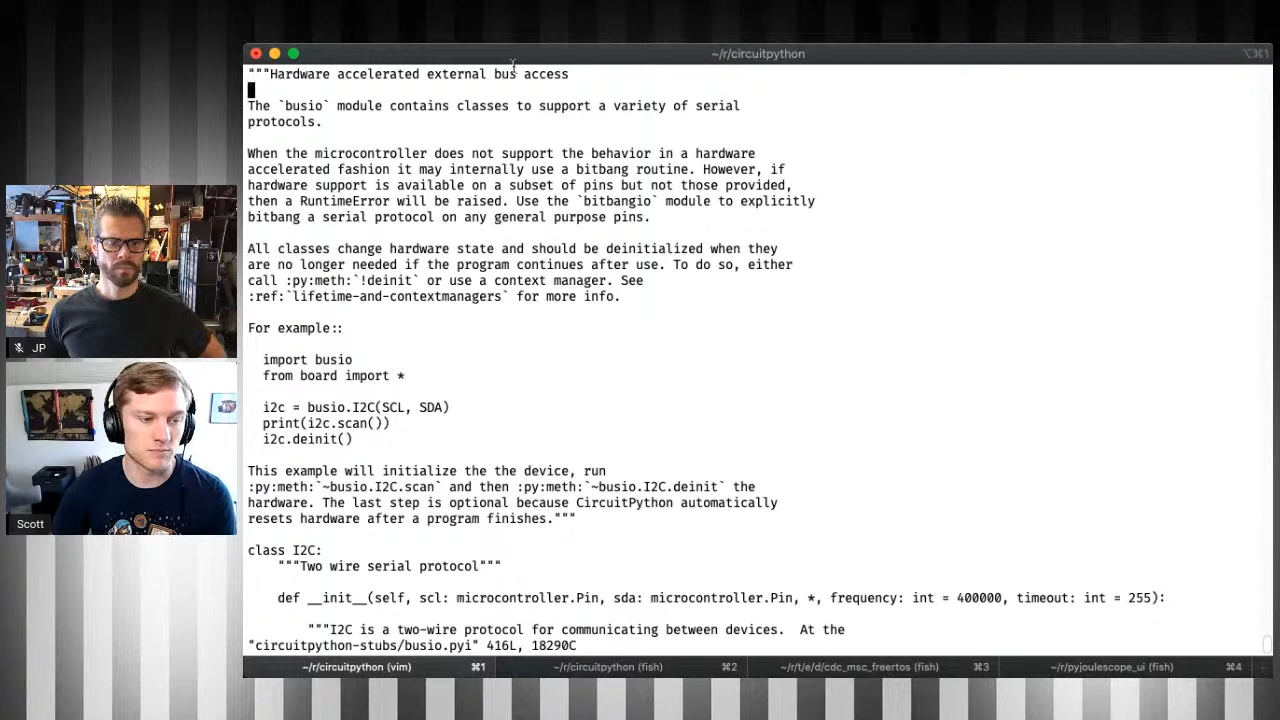 ~/r/circuitpython
⌥⌘1
"""Hardware accelerated external bus access
The `busio` module contains classes to support a variety of serial
protocols.
When the microcontroller does not support the behavior in a hardware
accelerated fashion it may internally use a bitbang routine. However, if
hardware support is available on a subset of pins but not those provided,
then a RuntimeError will be raised. Use the `bitbangio` module to explicitly
bitbang a serial protocol on any general purpose pins.
All classes change hardware state and should be deinitialized when they
are no longer needed if the program continues after use. To do so, either
call :py:meth:`!deinit` or use a context manager. See
:ref:`lifetime-and-contextmanagers` for more info.
For example::
import busio
from board import *
i2c = busio.I2C(SCL, SDA)
print(i2c.scan())
i2c.deinit()
This example will initialize the the device, run
:py:meth:`~busio.I2C.scan` and then :py:meth:`~busio.I2C.deinit` the
hardware. The last step is optional because CircuitPython automatically
resets hardware after a program finishes."""
class I2C:
"""Two wire serial protocol"""
def __init__(self, scl: microcontroller.Pin, sda: microcontroller.Pin, *, frequency: int = 400000, timeout: int = 255):
"""I2C is a two-wire protocol for communicating between devices.  At the
"circuitpython-stubs/busio.pyi" 416L, 18290C
~/r/circuitpython (vim) ⌘1 ~/r/circuitpython (fish) ⌘2 ~/r/t/e/d/cdc_msc_freertos (fish) ⌘3 ~/r/pyjoulescope_ui (fish) ⌘4
JP
Scott